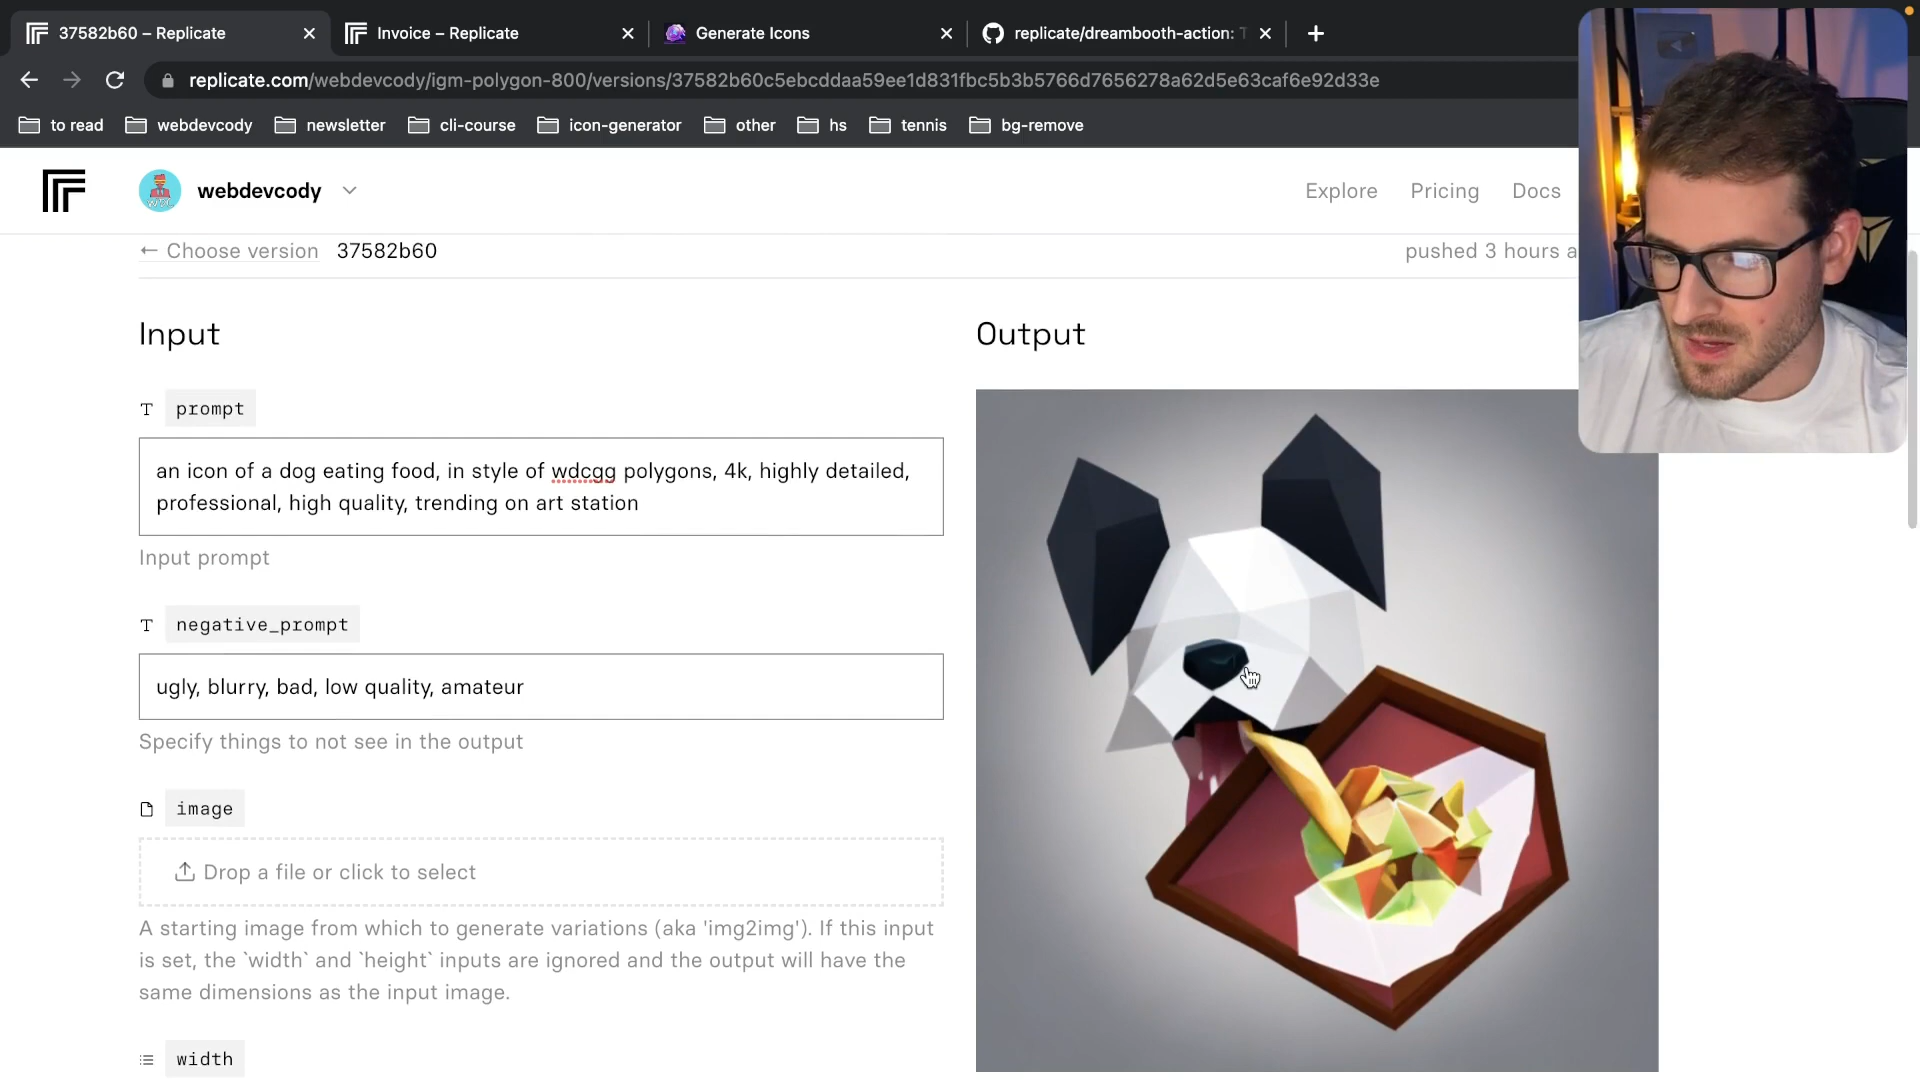 37582b60 – Replicate
Invoice – Replicate
Generate Icons
replicate/dreambooth-action: T
replicate.com/webdevcody/igm-polygon-800/versions/37582b60c5ebcddaa59ee1d831fbc5b3b5766d7656278a62d5e63caf6e92d33e
to read
webdevcody
newsletter
cli-course
icon-generator
other
hs
tennis
bg-remove
webdevcody
Explore
Pricing
Docs
← Choose version 37582b60
pushed 3 hours a
Input
Output
T prompt
an icon of a dog eating food, in style of wdcgg polygons, 4k, highly detailed,
professional, high quality, trending on art station
Input prompt
T negative_prompt
ugly, blurry, bad, low quality, amateur
Specify things to not see in the output
image
Drop a file or click to select
A starting image from which to generate variations (aka 'img2img'). If this input
is set, the `width` and `height` inputs are ignored and the output will have the
same dimensions as the input image.
width